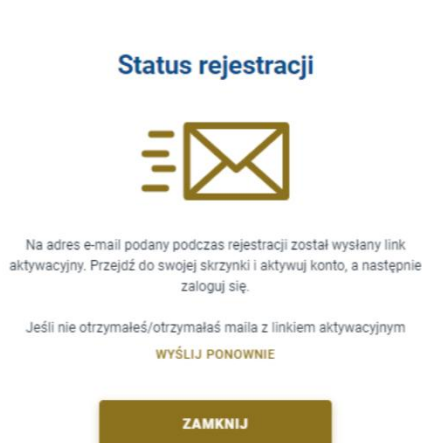 Status rejestracji
Na adres e-mail podany podczas rejestracji został wysłany link
aktywacyjny. Przejdź do swojej skrzynki i aktywuj konto, a następnie
zaloguj się.
Jeśli nie otrzymałeś/otrzymałaś maila z linkiem aktywacyjnym
WYŚLIJ PONOWNIE
ZAMKNIJ